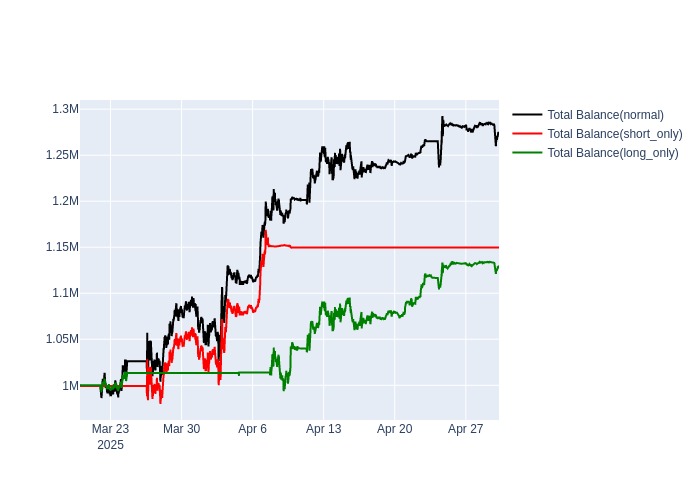 1.3M
1.25M
1.2M
1.15M
1.1M
1.05M
1M
Mar 23
2025
Mar 30
Apr 6
Apr 13
Apr 20
Apr 27
Total Balance(normal)
Total Balance(short_only)
Total Balance(long_only)